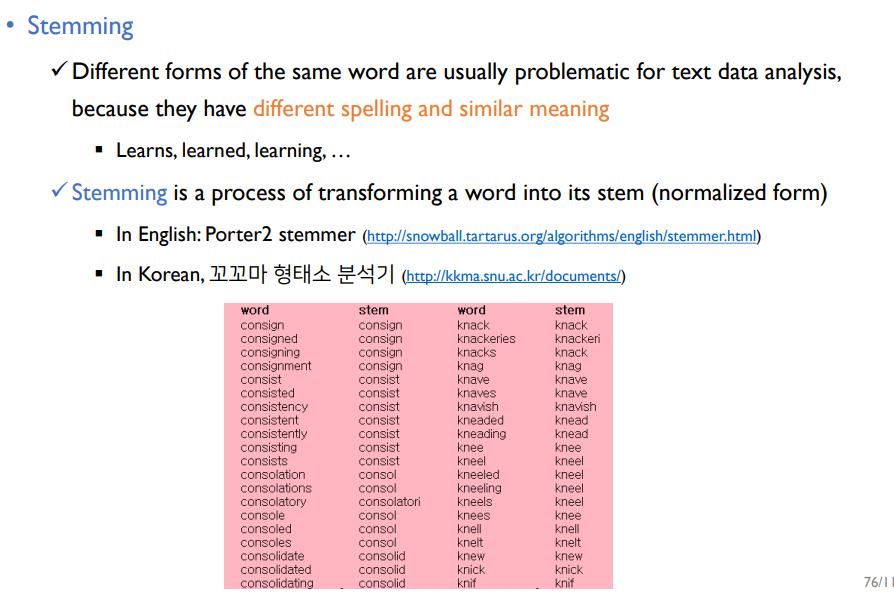 • Stemming
✓ Different forms of the same word are usually problematic for text data analysis,
because they have different spelling and similar meaning
▪ Learns, learned, learning, …
✓ Stemming is a process of transforming a word into its stem (normalized form)
▪ In English: Porter2 stemmer (http://snowball.tartarus.org/algorithms/english/stemmer.html)
▪ In Korean, 꼬꼬마 형태소 분석기 (http://kkma.snu.ac.kr/documents/)
word stem word stem
consign consign knack knack
consigned consign knackeries knackeri
consigning consign knacks knack
consignment consign knag knag
consist consist knave knave
consisted consist knaves knave
consistency consist knavish knavish
consistent consist kneaded knead
consistently consist kneading knead
consisting consist knee knee
consists consist kneel kneel
consolation consol kneeled kneel
consolations consol kneeling kneel
consolatory consolatori kneels kneel
console consol knees knee
consoled consol knell knell
consoles consol knelt knelt
consolidate consolid knew knew
consolidated consolid knick knick
consolidating consolid knif knif
76/1